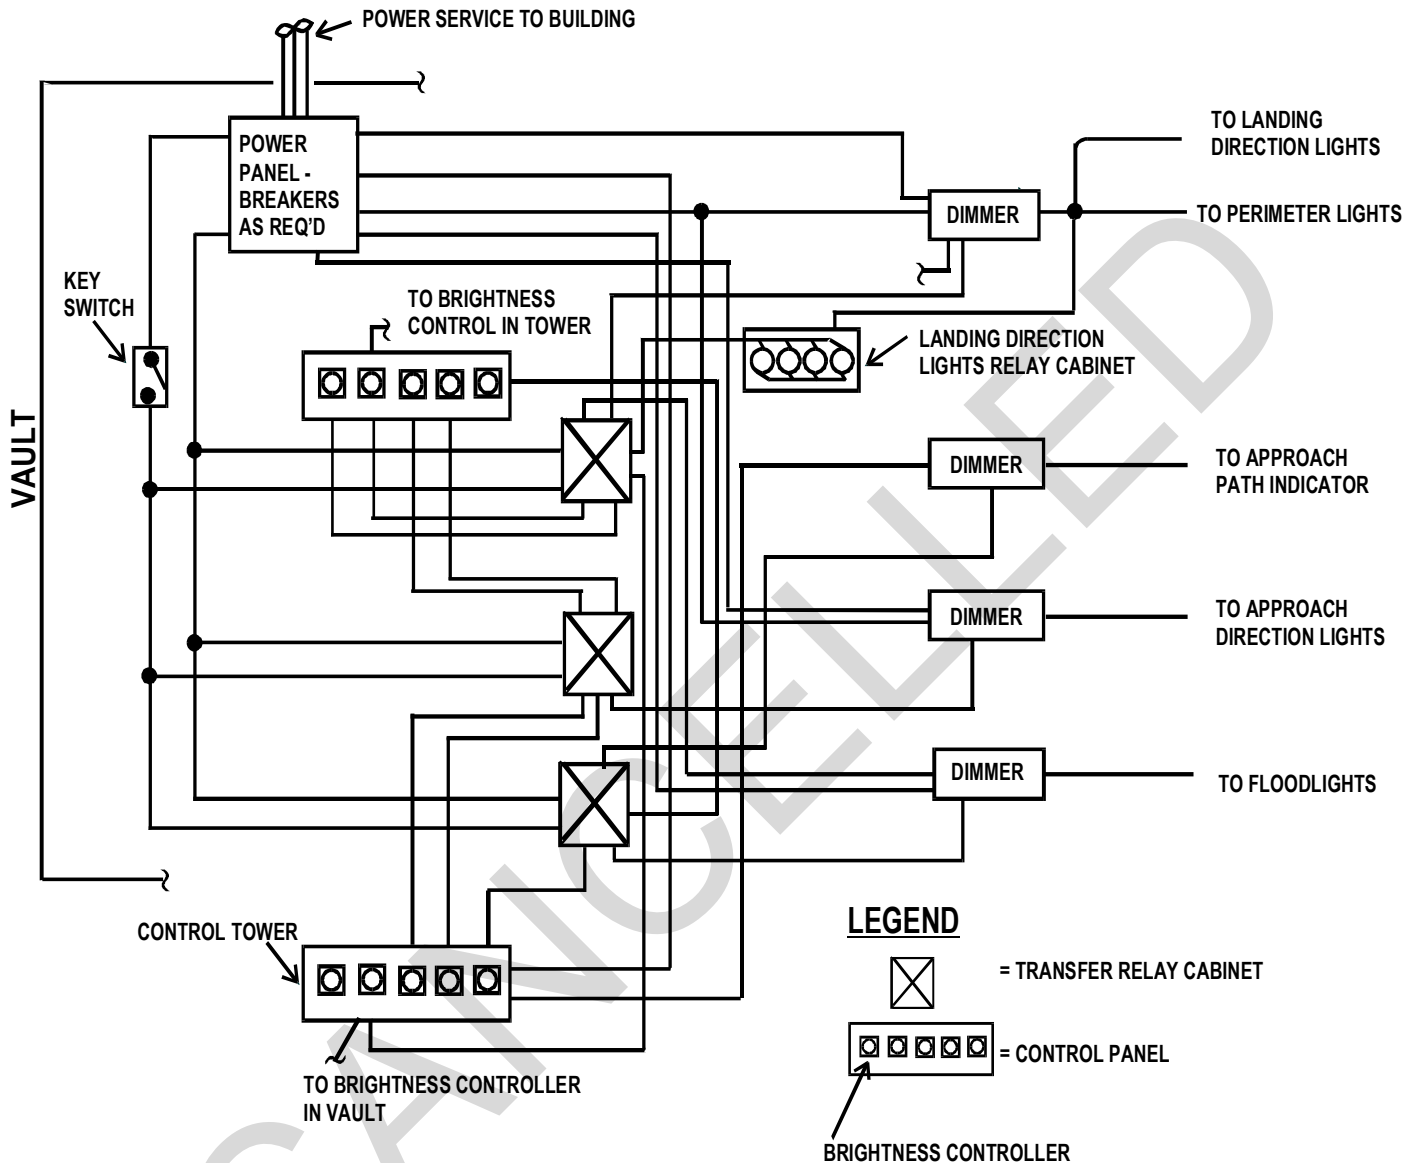 POWER SERVICE TO BUILDING
POWER
PANEL -
BREAKERS
AS REQ'D
TO LANDING
DIRECTION LIGHTS
DIMMER
TO PERIMETER LIGHTS
KEY
SWITCH
TO BRIGHTNESS
CONTROL IN TOWER
LANDING DIRECTION
LIGHTS RELAY CABINET
VAULT
DIMMER
TO APPROACH
PATH INDICATOR
DIMMER
TO APPROACH
DIRECTION LIGHTS
DIMMER
TO FLOODLIGHTS
CONTROL TOWER
TO BRIGHTNESS CONTROLLER
IN VAULT
LEGEND
= TRANSFER RELAY CABINET
= CONTROL PANEL
BRIGHTNESS CONTROLLER
CANCELLED